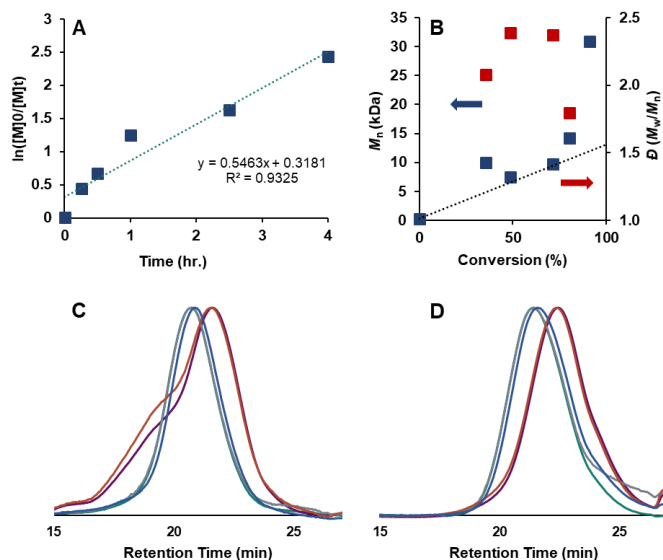 A
ln([M]0/[M]t)
3
2.5
2
1.5
1
0.5
0
y = 0.5463x + 0.3181
R² = 0.9325
0 1 2 3 4
Time (hr.)
B
Mn (kDa)
35
30
25
20
15
10
5
0
2.5
2.0
1.5
1.0
Đ (Mw/Mn)
0 50 100
Conversion (%)
C
15 20 25
Retention Time (min)
D
15 20 25
Retention Time (min)